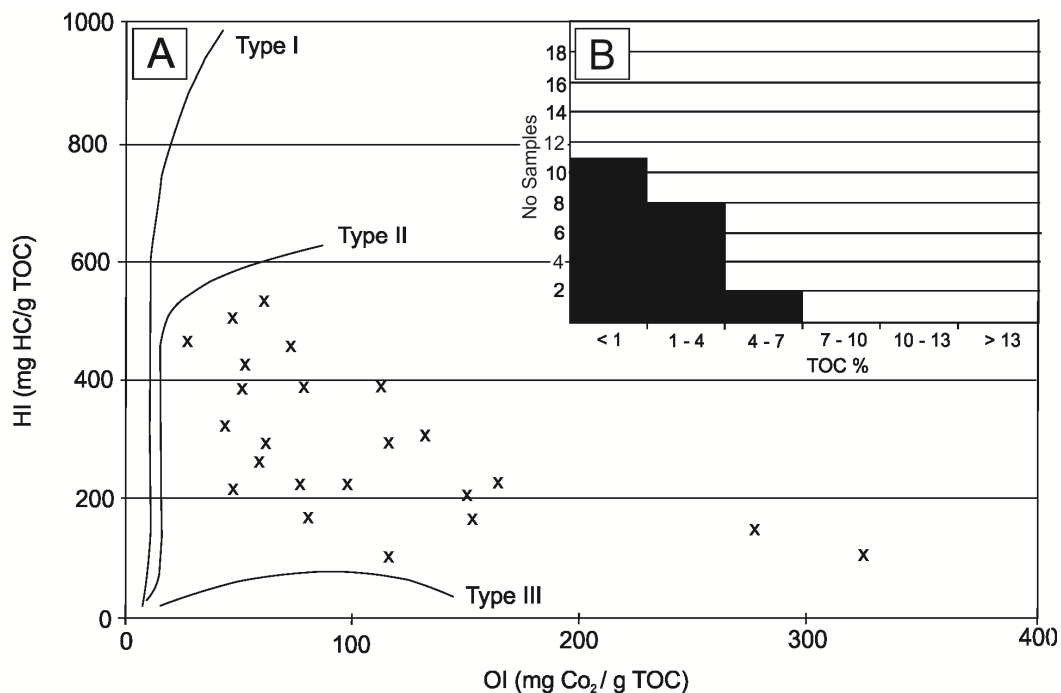 A
Type I
Type II
Type III
1000
800
600
400
200
0
HI (mg HC/g TOC)
0 100 200 300 400
OI (mg Co₂ / g TOC)
B
18
16
14
12
10
8
6
4
2
No Samples
< 1 1 - 4 4 - 7 7 - 10 10 - 13 > 13
TOC %